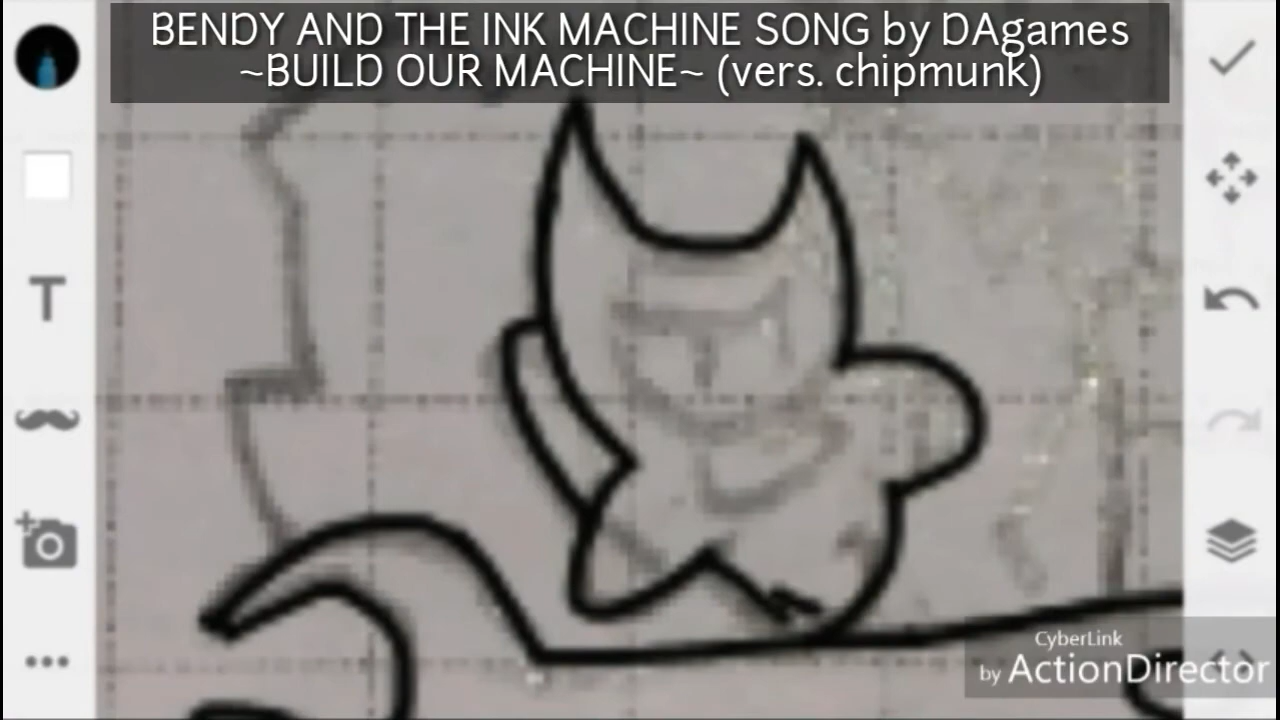 BENDY AND THE INK MACHINE SONG by DAgames
~BUILD OUR MACHINE~ (vers. chipmunk)
T
CyberLink
by ActionDirector